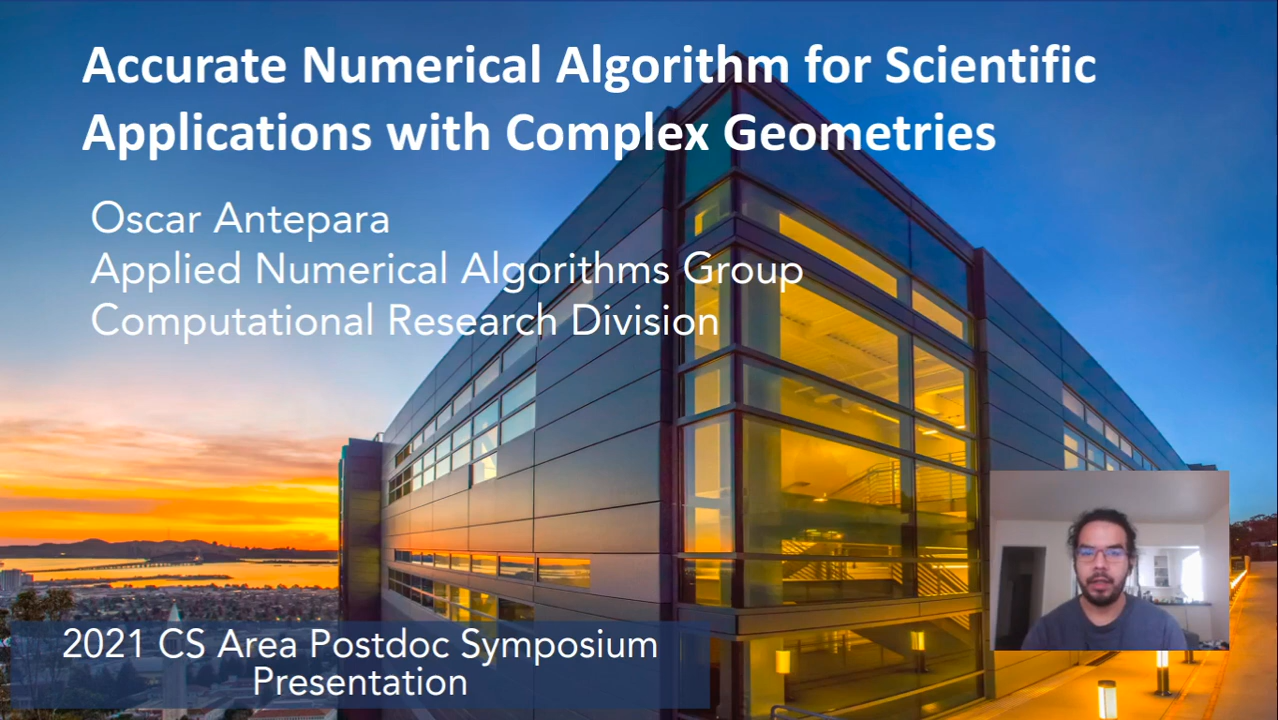 Accurate Numerical Algorithm for Scientific
Applications with Complex Geometries
Oscar Antepara
Applied Numerical Algorithms Group
Computational Research Division
2021 CS Area Postdoc Symposium
Presentation